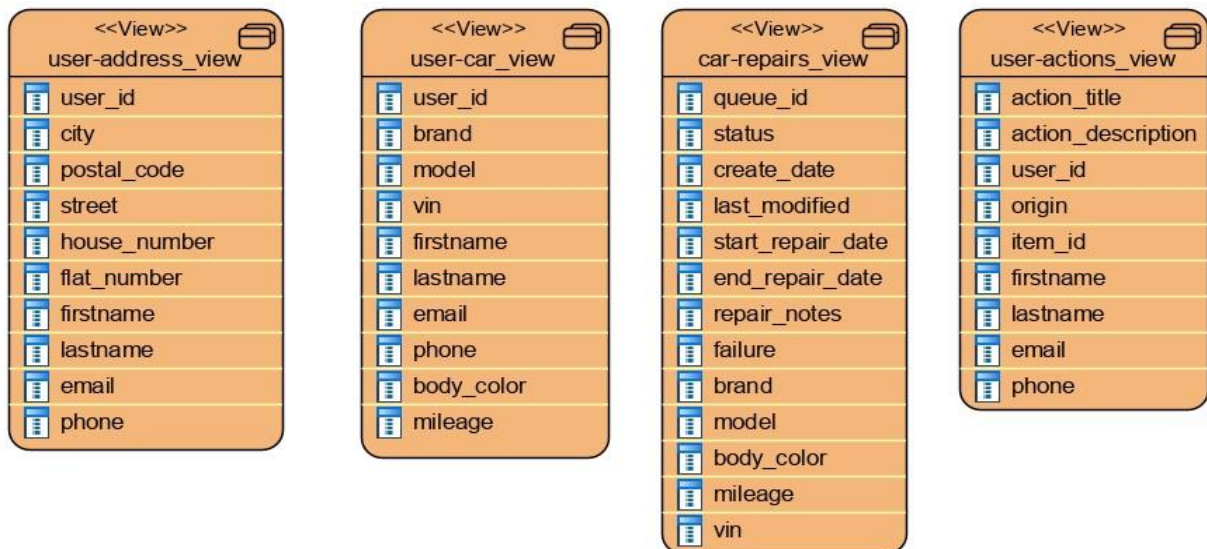 <<View>>
user-address_view
user_id
city
postal_code
street
house_number
flat_number
firstname
lastname
email
phone
<<View>>
user-car_view
user_id
brand
model
vin
firstname
lastname
email
phone
body_color
mileage
<<View>>
car-repairs_view
queue_id
status
create_date
last_modified
start_repair_date
end_repair_date
repair_notes
failure
brand
model
body_color
mileage
vin
<<View>>
user-actions_view
action_title
action_description
user_id
origin
item_id
firstname
lastname
email
phone